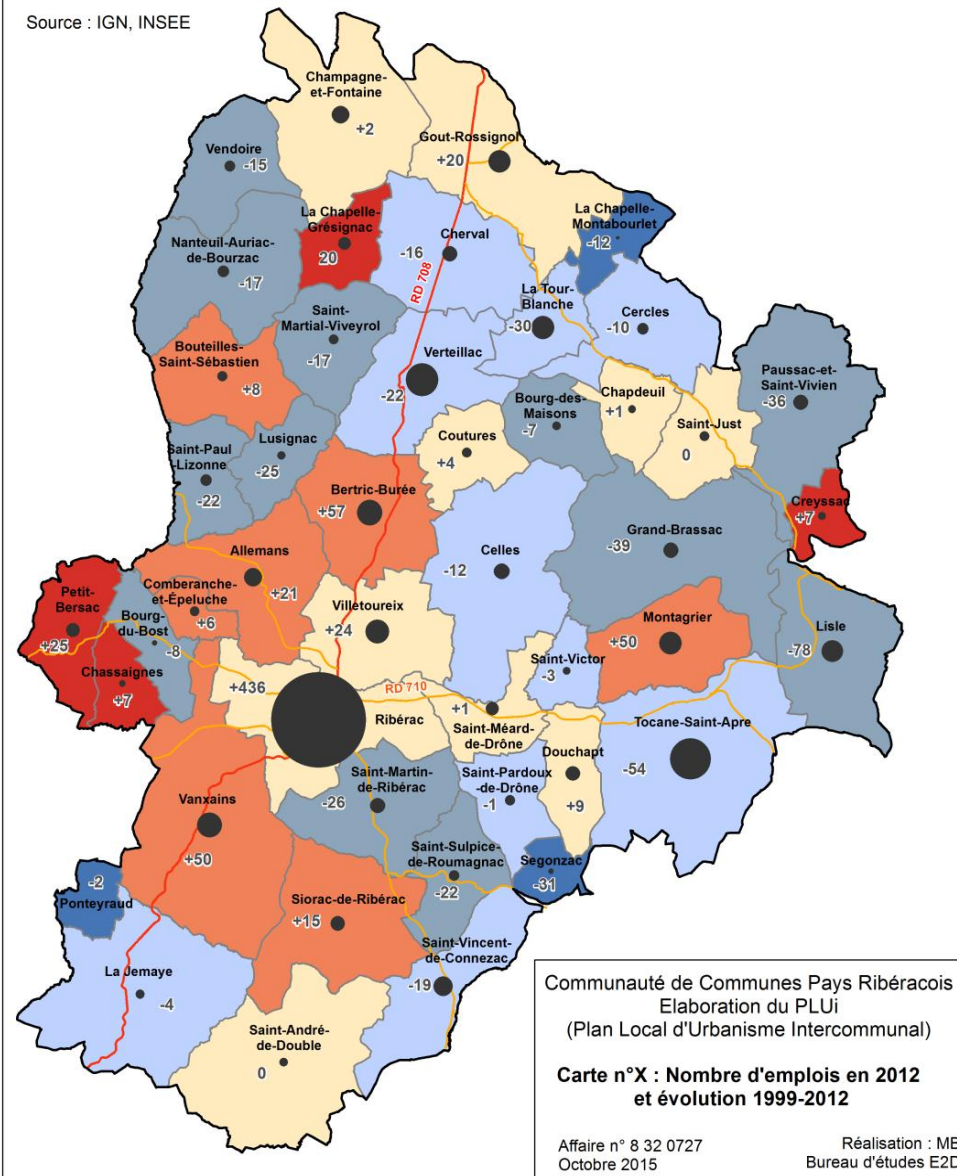 Source : IGN, INSEE
Champagne-
et-Fontaine
+2
Gout-Rossignol
+20
Vendoire
-15
La Chapelle-
Grésignac
20
La Chapelle-
Montabourlet
-12
Nanteuil-Auriac-
de-Bourzac
-17
Cherval
-16
RD 708
La Tour-
Blanche
-30
Cercles
-10
Saint-
Martial-Viveyrol
-17
Bouteilles-
Saint-Sébastien
+8
Verteillac
-22
Paussac-et-
Saint-Vivien
-36
Bourg-des-
Maisons
-7
Chapdeuil
+1
Saint-Just
0
Coutures
+4
Saint-Paul
-Lizonne
-22
Lusignac
-25
Bertric-Burée
+57
Creyssac
+7
Grand-Brassac
-39
Allemans
+21
Celles
-12
Petit-
Bersac
+25
Comberanche-
et-Épeluche
+6
Bourg-
du-Bost
-8
Villetoureix
+24
Montagrier
+50
Lisle
-78
Chassaignes
+7
Saint-Victor
-3
+436
Ribérac
RD 710
+1
Saint-Méard-
de-Drône
Tocane-Saint-Apre
-54
Douchapt
+9
Saint-Martin-
de-Ribérac
-26
Saint-Pardoux
-de-Drône
-1
Vanxains
+50
Saint-Sulpice-
de-Roumagnac
-22
Segonzac
-31
-2
Ponteyraud
Siorac-de-Ribérac
+15
Saint-Vincent-
de-Connezac
-19
La Jemaye
-4
Saint-André-
de-Double
0
Communauté de Communes Pays Ribéracois
Elaboration du PLUi
(Plan Local d'Urbanisme Intercommunal)
Carte n°X : Nombre d'emplois en 2012
et évolution 1999-2012
Affaire n° 8 32 0727
Octobre 2015
Réalisation : MB
Bureau d'études E2D